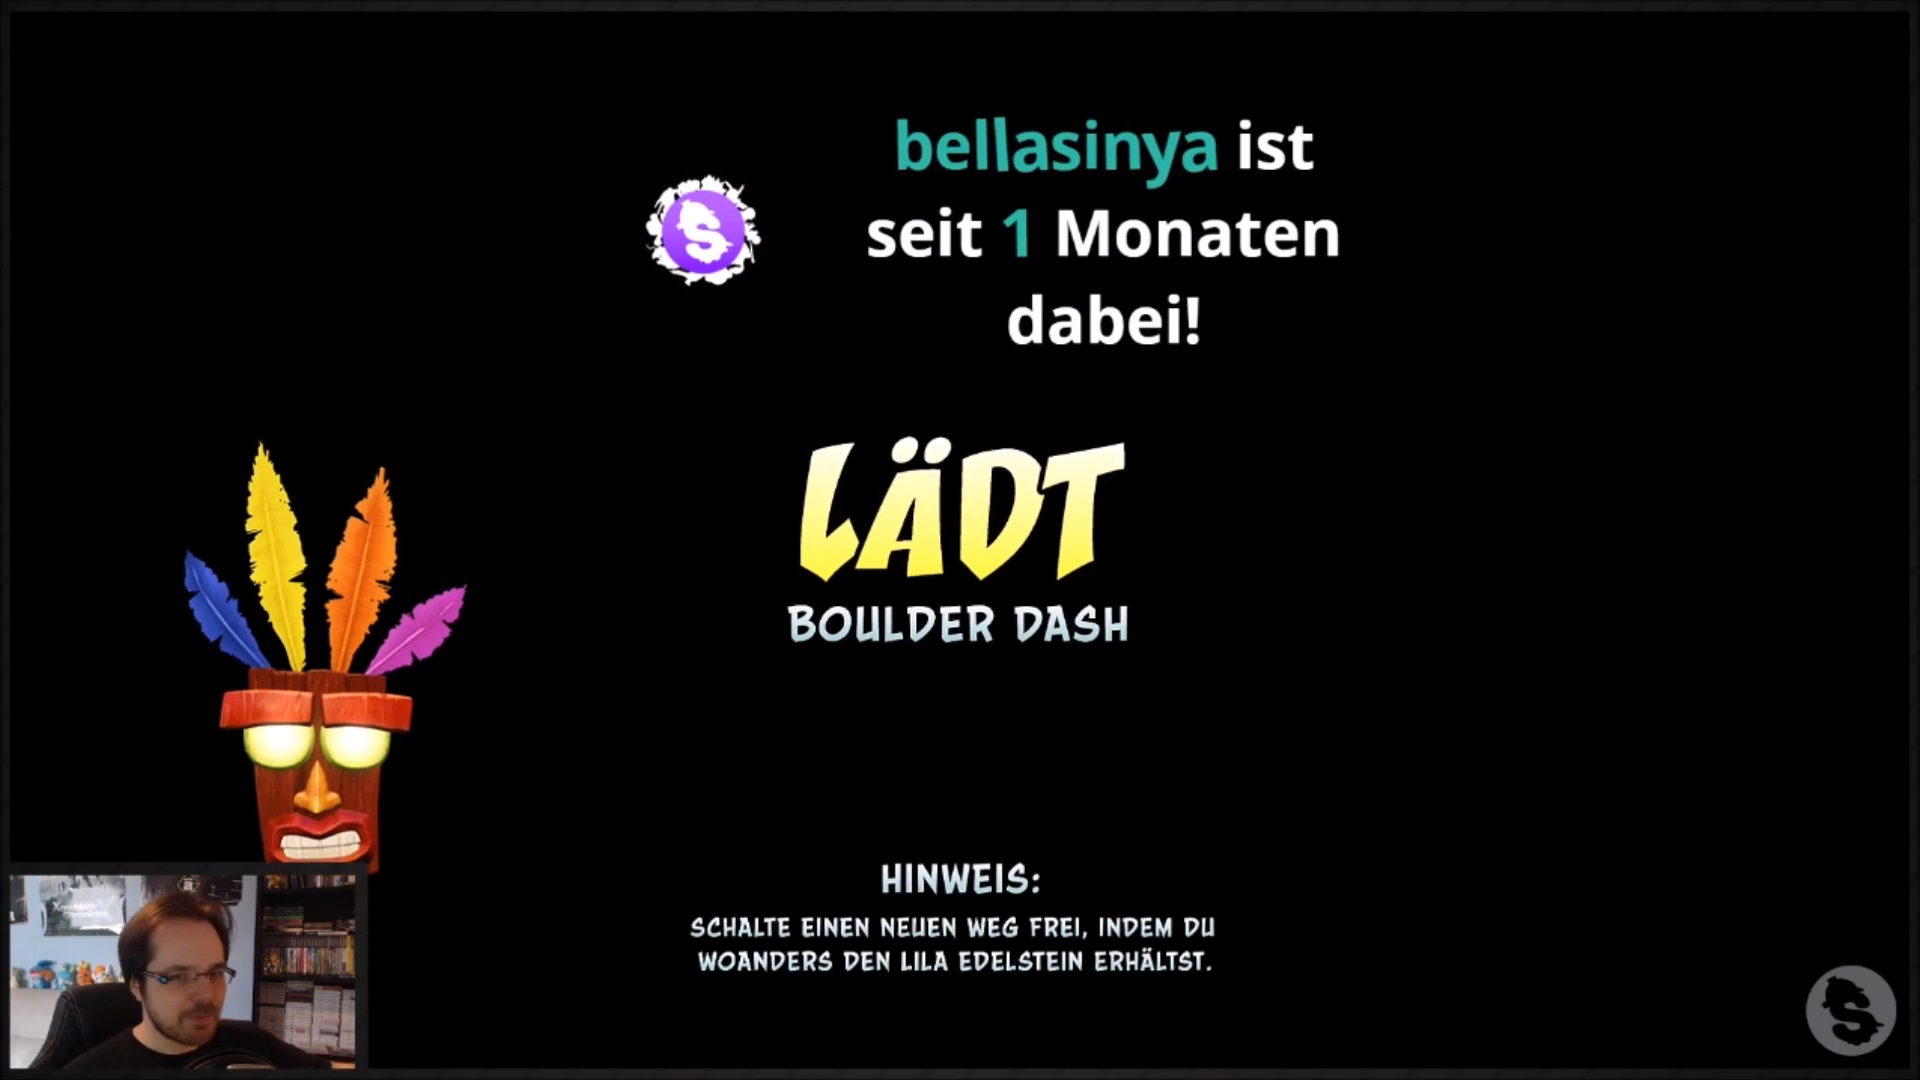 bellasinya ist
seit 1 Monaten
dabei!
LÄDT
BOULDER DASH
HINWEIS:
SCHALTE EINEN NEUEN WEG FREI, INDEM DU
WOANDERS DEN LILA EDELSTEIN ERHÄLTST.